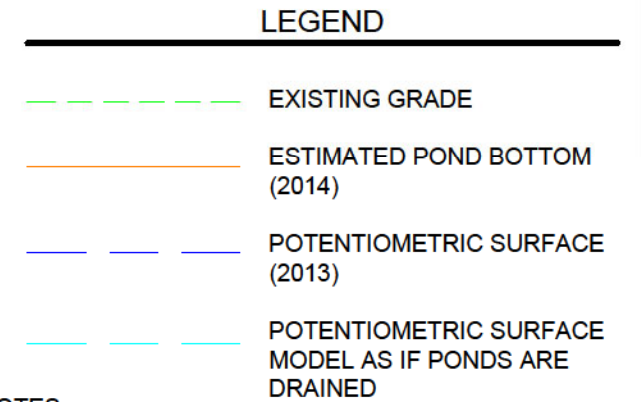 LEGEND
EXISTING GRADE
ESTIMATED POND BOTTOM
(2014)
POTENTIOMETRIC SURFACE
(2013)
POTENTIOMETRIC SURFACE
MODEL AS IF PONDS ARE
DRAINED